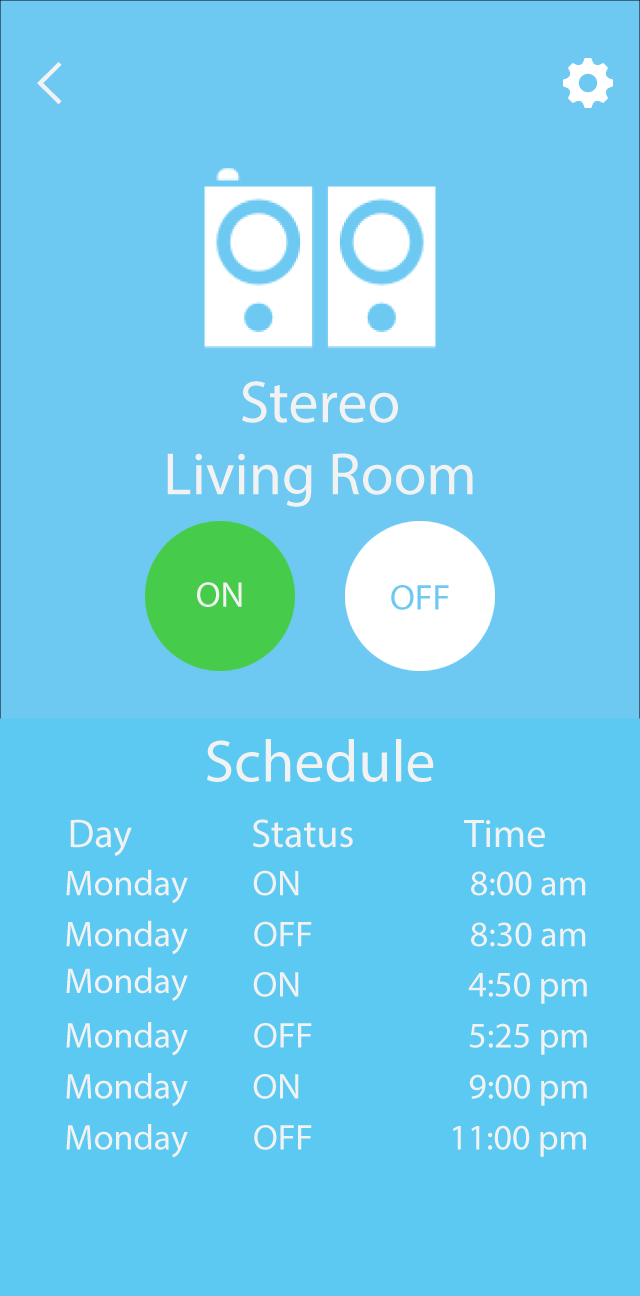 Stereo
Living Room
ON OFF
Schedule
Day Status Time
Monday ON 8:00 am
Monday OFF 8:30 am
Monday ON 4:50 pm
Monday OFF 5:25 pm
Monday ON 9:00 pm
Monday OFF 11:00 pm